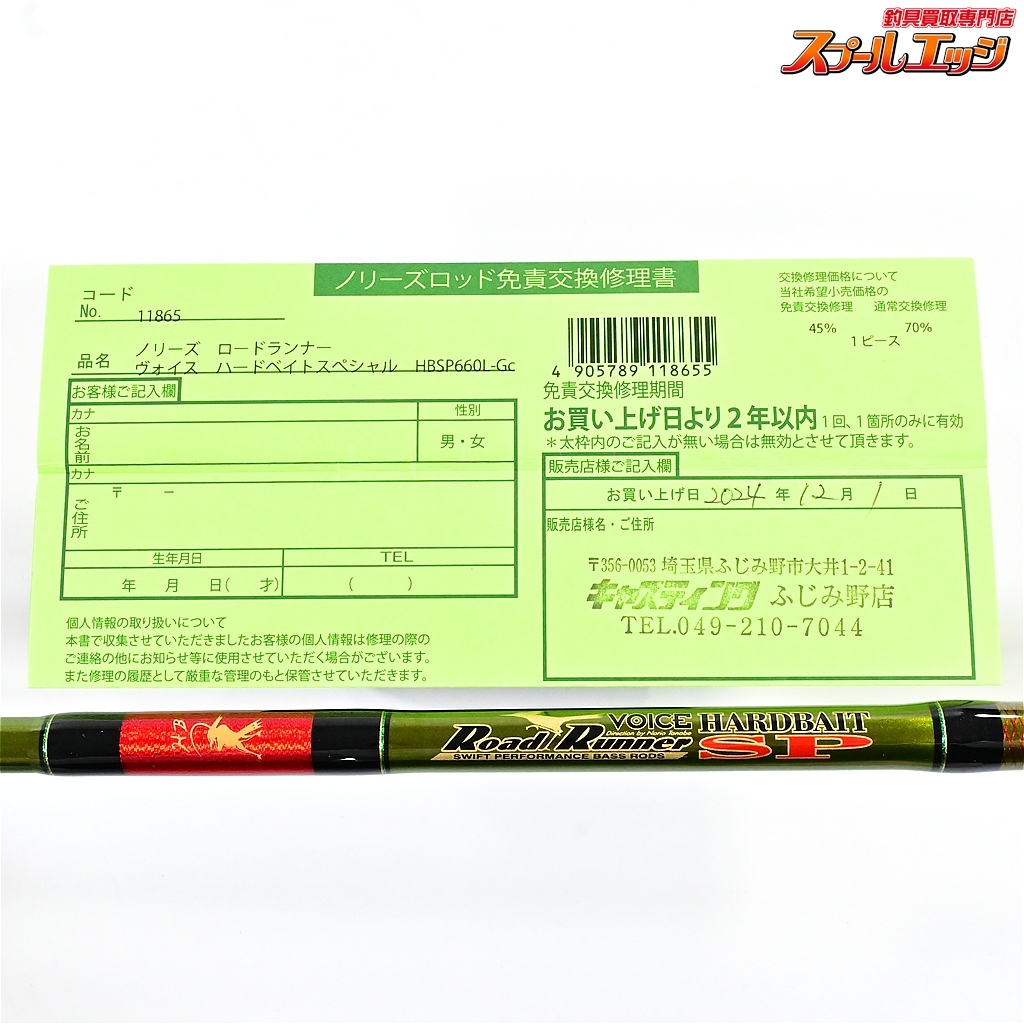 釣具買取専門店
スプールエッジ
ノリーズロッド免責交換修理書
コード
No. 11865
品名 ノリーズ ロードランナー
ヴォイス ハードベイトスペシャル HBSP660L-Gc
お客様ご記入欄
カナ
お名前
性別
男・女
カナ
ご住所
〒 －
生年月日
TEL
年 月 日( 才)
( )
個人情報の取り扱いについて
本書で収集させていただきましたお客様の個人情報は修理の際の
ご連絡の他にお知らせ等に使用させていただく場合がございます。
また修理の履歴として厳重な管理のもと保管させていただきます。
交換修理価格について
当社希望小売価格の
免責交換修理 通常交換修理
45% 70%
1ピース
4 905789 118655
免責交換修理期間
お買い上げ日より2年以内 1回、1箇所のみに有効
＊太枠内のご記入が無い場合は無効とさせて頂きます。
販売店様ご記入欄
お買い上げ日 2024 年 12 月 1 日
販売店様名・ご住所
〒356-0053 埼玉県ふじみ野市大井1-2-41
キャスティング ふじみ野店
TEL.049-210-7044
HB
VOICE HARDBAIT
Direction by Norio Tanabe
Road Runner SP
SWIFT PERFORMANCE BASS RODS